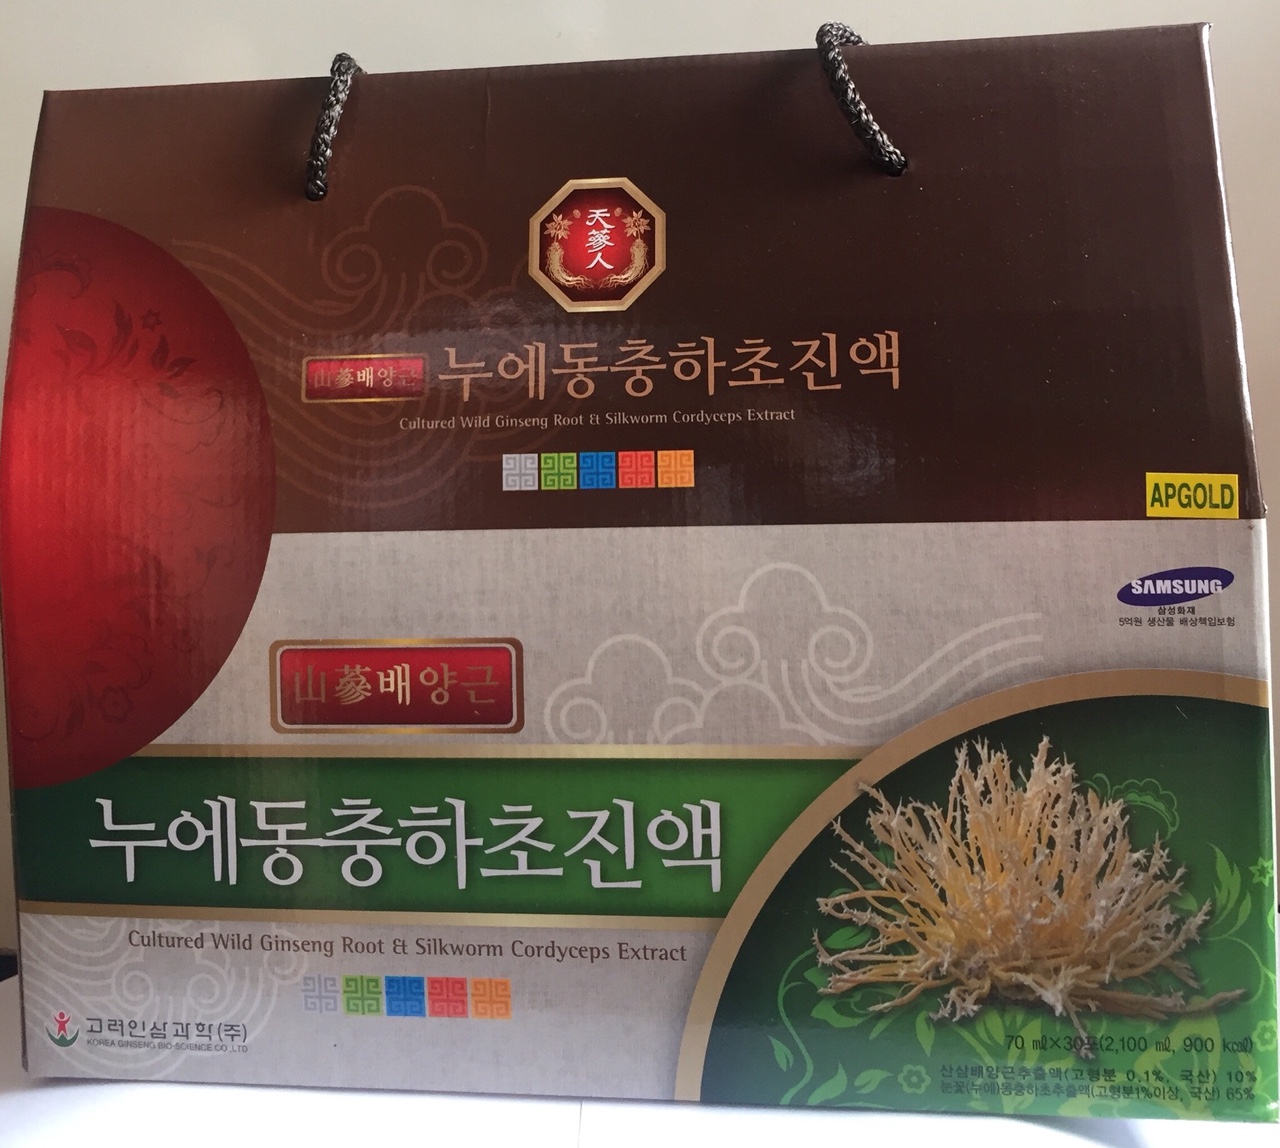 天
蔘
人
山蔘배양근 누에동충하초진액
Cultured Wild Ginseng Root & Silkworm Cordyceps Extract
APGOLD
SAMSUNG
삼성화재
5억원 생산물 배상책임보험
山蔘배양근
누에동충하초진액
Cultured Wild Ginseng Root & Silkworm Cordyceps Extract
고려인삼과학(주)
KOREA GINSENG BIO-SCIENCE CO.,LTD
70 ㎖×30포(2,100 ㎖, 900 kcal)
산삼배양근추출액(고형분 0.1%, 국산) 10%
눈꽃(누에)동충하초추출액(고형분1%이상, 국산) 65%